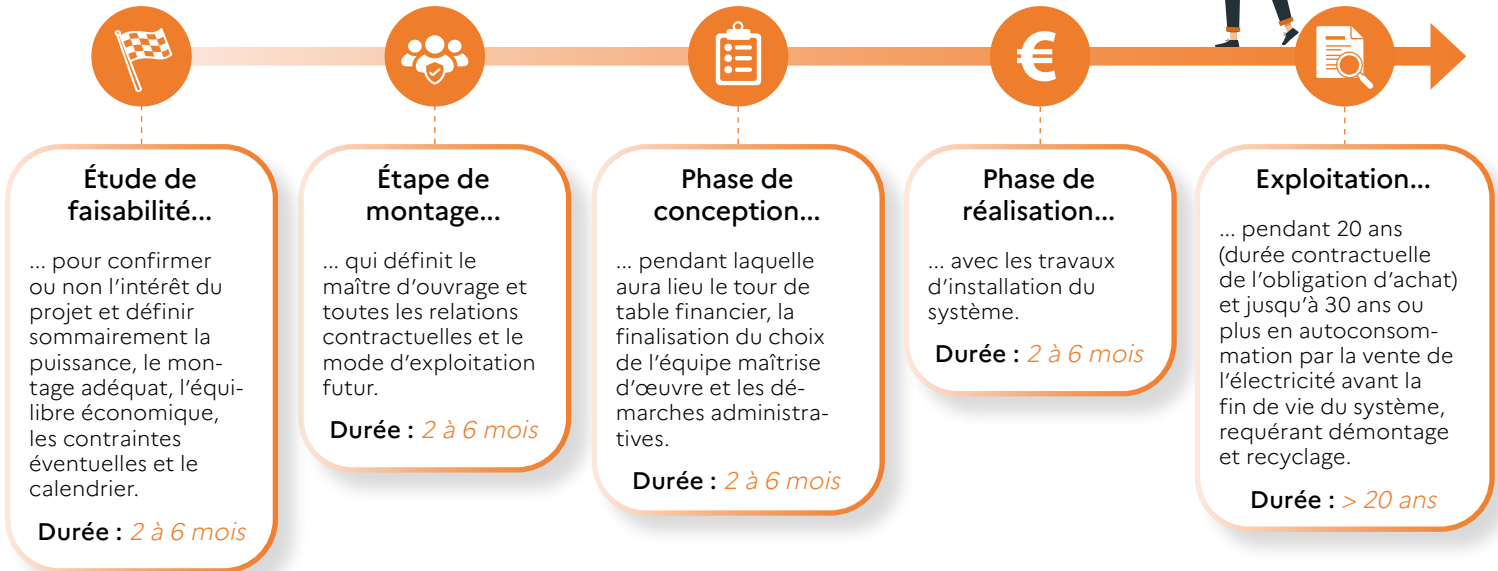 €
Étude de
faisabilité...
... pour confirmer
ou non l'intérêt du
projet et définir
sommairement la
puissance, le mon-
tage adéquat, l'équi-
libre économique,
les contraintes
éventuelles et le
calendrier.
Durée : 2 à 6 mois
Étape de
montage...
... qui définit le
maître d'ouvrage et
toutes les relations
contractuelles et le
mode d'exploitation
futur.
Durée : 2 à 6 mois
Phase de
conception...
... pendant laquelle
aura lieu le tour de
table financier, la
finalisation du choix
de l'équipe maîtrise
d'œuvre et les dé-
marches administra-
tives.
Durée : 2 à 6 mois
Phase de
réalisation...
... avec les travaux
d'installation du
système.
Durée : 2 à 6 mois
Exploitation...
... pendant 20 ans
(durée contractuelle
de l'obligation d'achat)
et jusqu'à 30 ans ou
plus en autoconsom-
mation par la vente de
l'électricité avant la
fin de vie du système,
requérant démontage
et recyclage.
Durée : > 20 ans